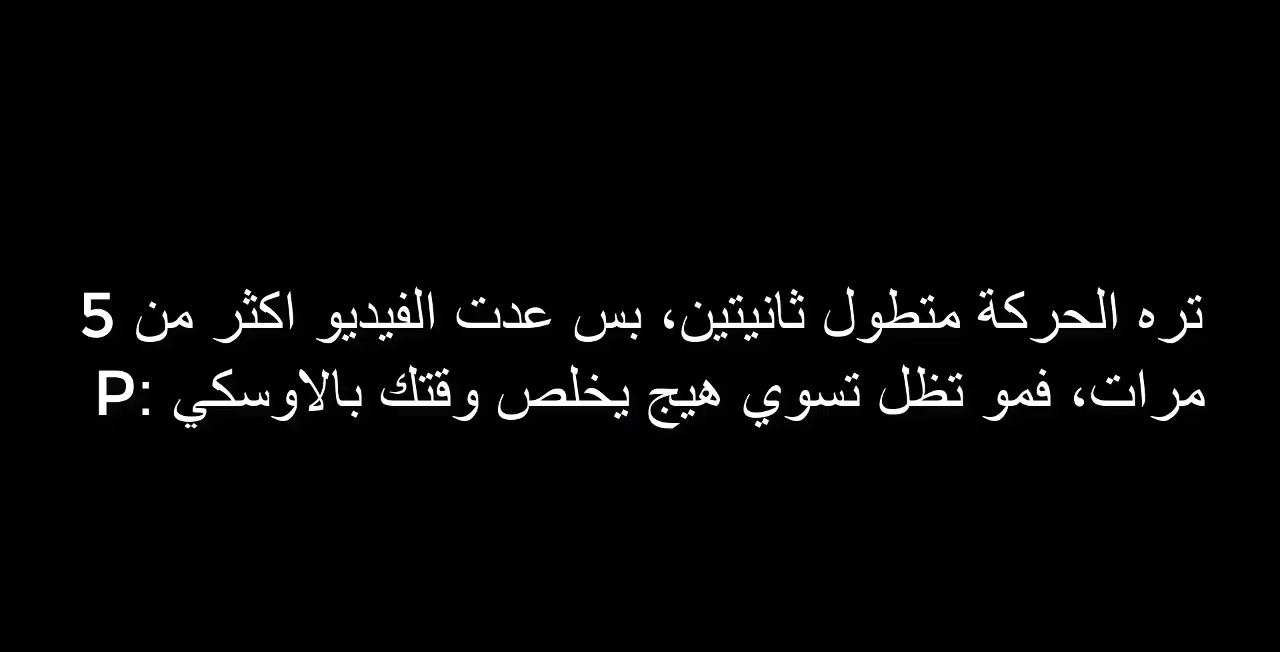 تره الحركة متطول ثانيتين، بس عدت الفيديو اكثر من 5
مرات، فمو تظل تسوي هيج يخلص وقتك بالاوسكي :P